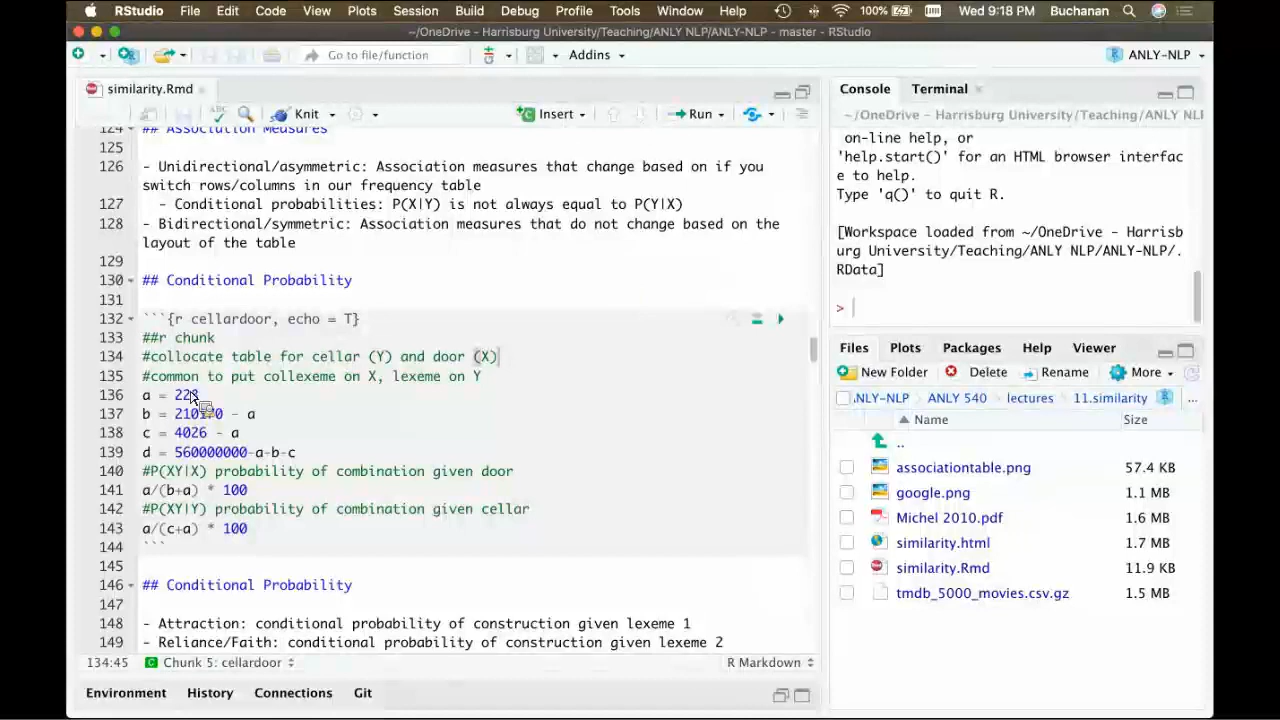 RStudio File Edit Code View Plots Session Build Debug Profile Tools Window Help 100% Wed 9:18 PM Buchanan
~/OneDrive - Harrisburg University/Teaching/ANLY NLP/ANLY-NLP - master - RStudio
Go to file/function Addins ANLY-NLP
similarity.Rmd
Knit Insert Run
124 ## Association Measures
125
126 - Unidirectional/asymmetric: Association measures that change based on if you
switch rows/columns in our frequency table
127 - Conditional probabilities: P(X|Y) is not always equal to P(Y|X)
128 - Bidirectional/symmetric: Association measures that do not change based on the
layout of the table
129
130 ## Conditional Probability
131
132 ```{r cellardoor, echo = T}
133 ##r chunk
134 #collocate table for cellar (Y) and door (X)
135 #common to put collexeme on X, lexeme on Y
136 a =
137 b = - a
138 c = 4026 - a
139 d = 560000000-a-b-c
140 #P(XY|X) probability of combination given door
141 a/(b+a) * 100
142 #P(XY|Y) probability of combination given cellar
143 a/(c+a) * 100
144 ```
145
146 ## Conditional Probability
147
148 - Attraction: conditional probability of construction given lexeme 1
149 - Reliance/Faith: conditional probability of construction given lexeme 2
134:45 Chunk 5: cellardoor R Markdown
Environment History Connections Git
Console Terminal
~/OneDrive - Harrisburg University/Teaching/ANLY NLP/ANLY-NLP
on-line help, or
'help.start()' for an HTML browser interfac
e to help.
Type 'q()' to quit R.
[Workspace loaded from ~/OneDrive - Harrisb
urg University/Teaching/ANLY NLP/ANLY-NLP/.
RData]
>
Files Plots Packages Help Viewer
New Folder Delete Rename More
.NLY-NLP ANLY 540 lectures 11.similarity ...
Name Size
..
associationtable.png 57.4 KB
google.png 1.1 MB
Michel 2010.pdf 1.6 MB
similarity.html 1.7 MB
similarity.Rmd 11.9 KB
tmdb_5000_movies.csv.gz 1.5 MB